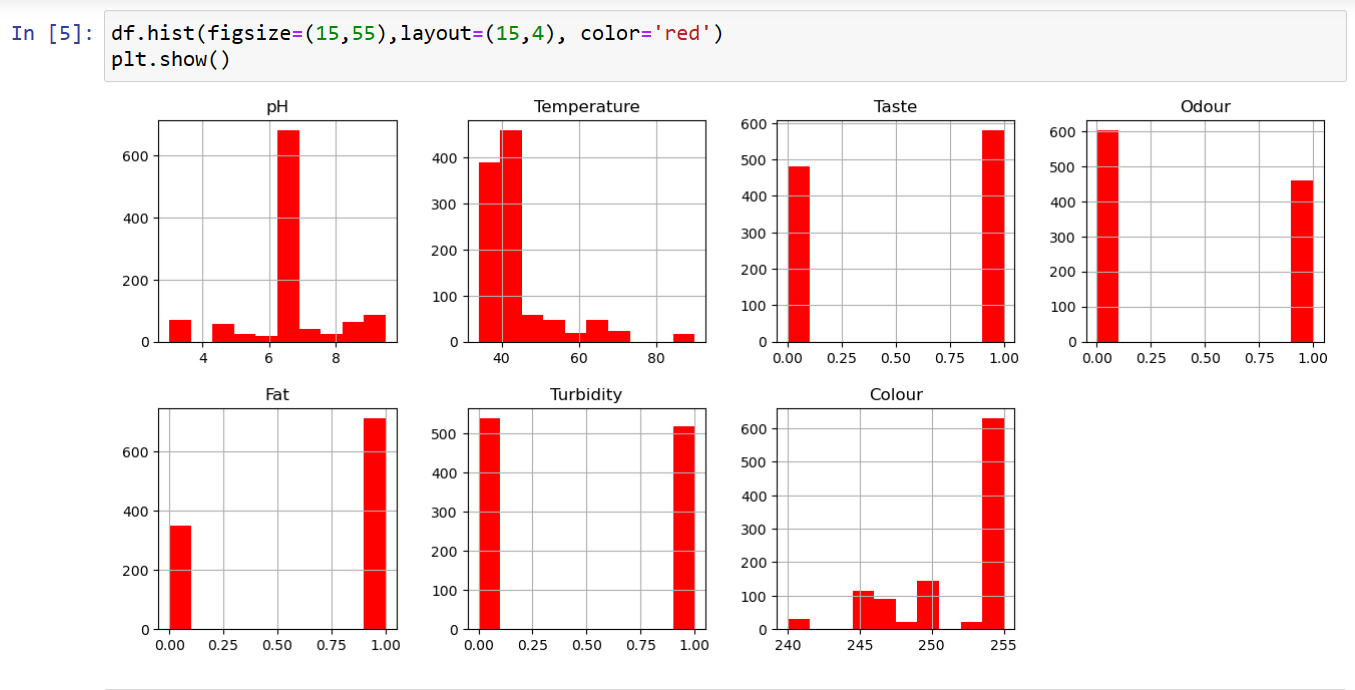 In [5]: df.hist(figsize=(15,55),layout=(15,4), color='red')
plt.show()
pH
600
400
200
0
4 6 8
Temperature
400
300
200
100
0
40 60 80
Taste
600
500
400
300
200
100
0
0.00 0.25 0.50 0.75 1.00
Odour
600
500
400
300
200
100
0
0.00 0.25 0.50 0.75 1.00
Fat
600
400
200
0
0.00 0.25 0.50 0.75 1.00
Turbidity
500
400
300
200
100
0
0.00 0.25 0.50 0.75 1.00
Colour
600
500
400
300
200
100
0
240 245 250 255